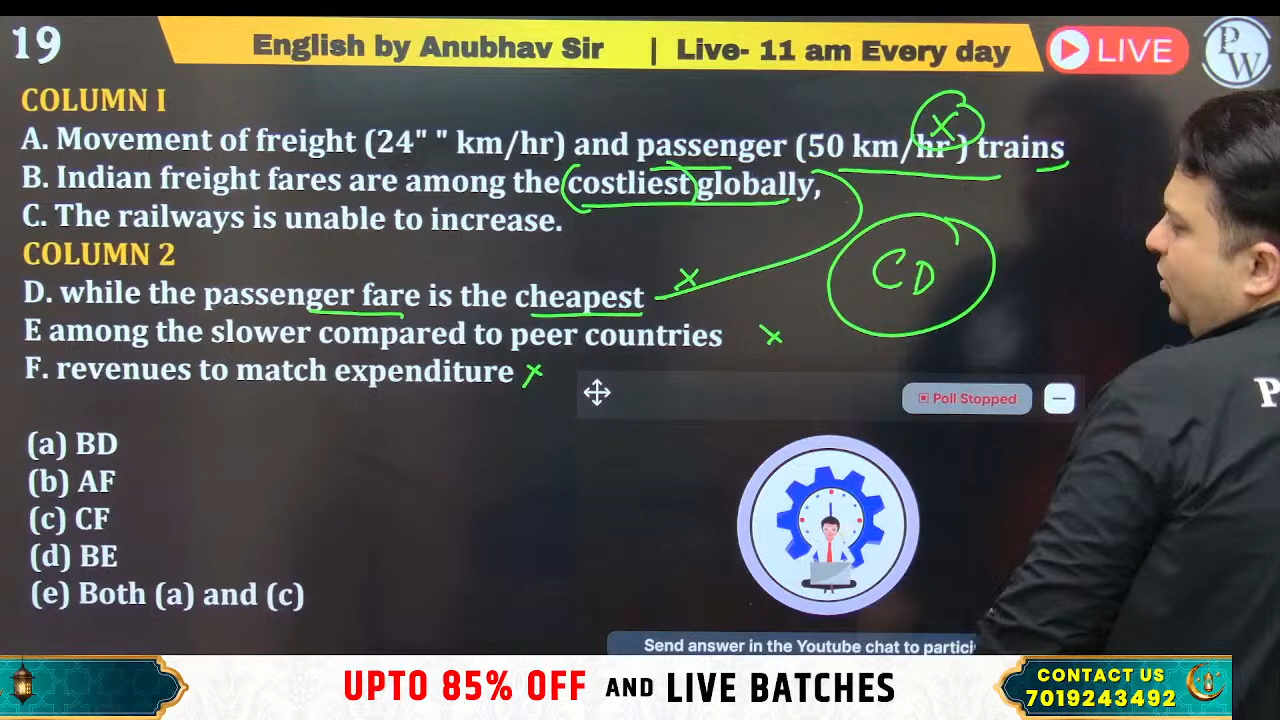 19
English by Anubhav Sir | Live- 11 am Every day
LIVE
PW
COLUMN I
A. Movement of freight (24" " km/hr) and passenger (50 km/hr ) trains
B. Indian freight fares are among the costliest globally,
C. The railways is unable to increase.
COLUMN 2
D. while the passenger fare is the cheapest
E among the slower compared to peer countries
F. revenues to match expenditure
x
x
x
x
CD
Poll Stopped
(a) BD
(b) AF
(c) CF
(d) BE
(e) Both (a) and (c)
Send answer in the Youtube chat to
P
UPTO 85% OFF AND LIVE BATCHES
CONTACT US
7019243492